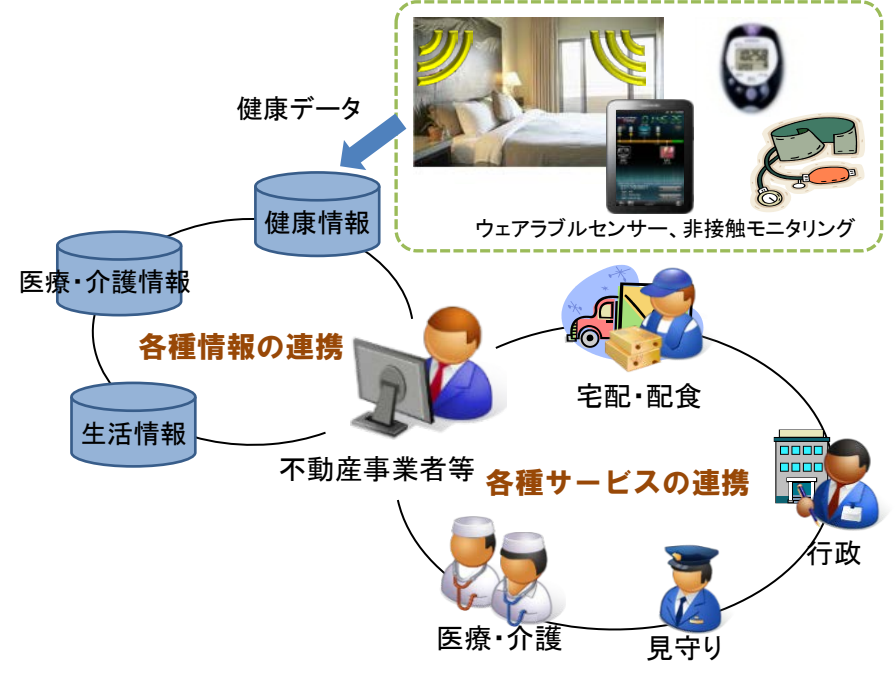 健康データ
ウェアラブルセンサー、非接触モニタリング
健康情報
医療・介護情報
各種情報の連携
生活情報
宅配・配食
不動産事業者等
各種サービスの連携
行政
医療・介護
見守り